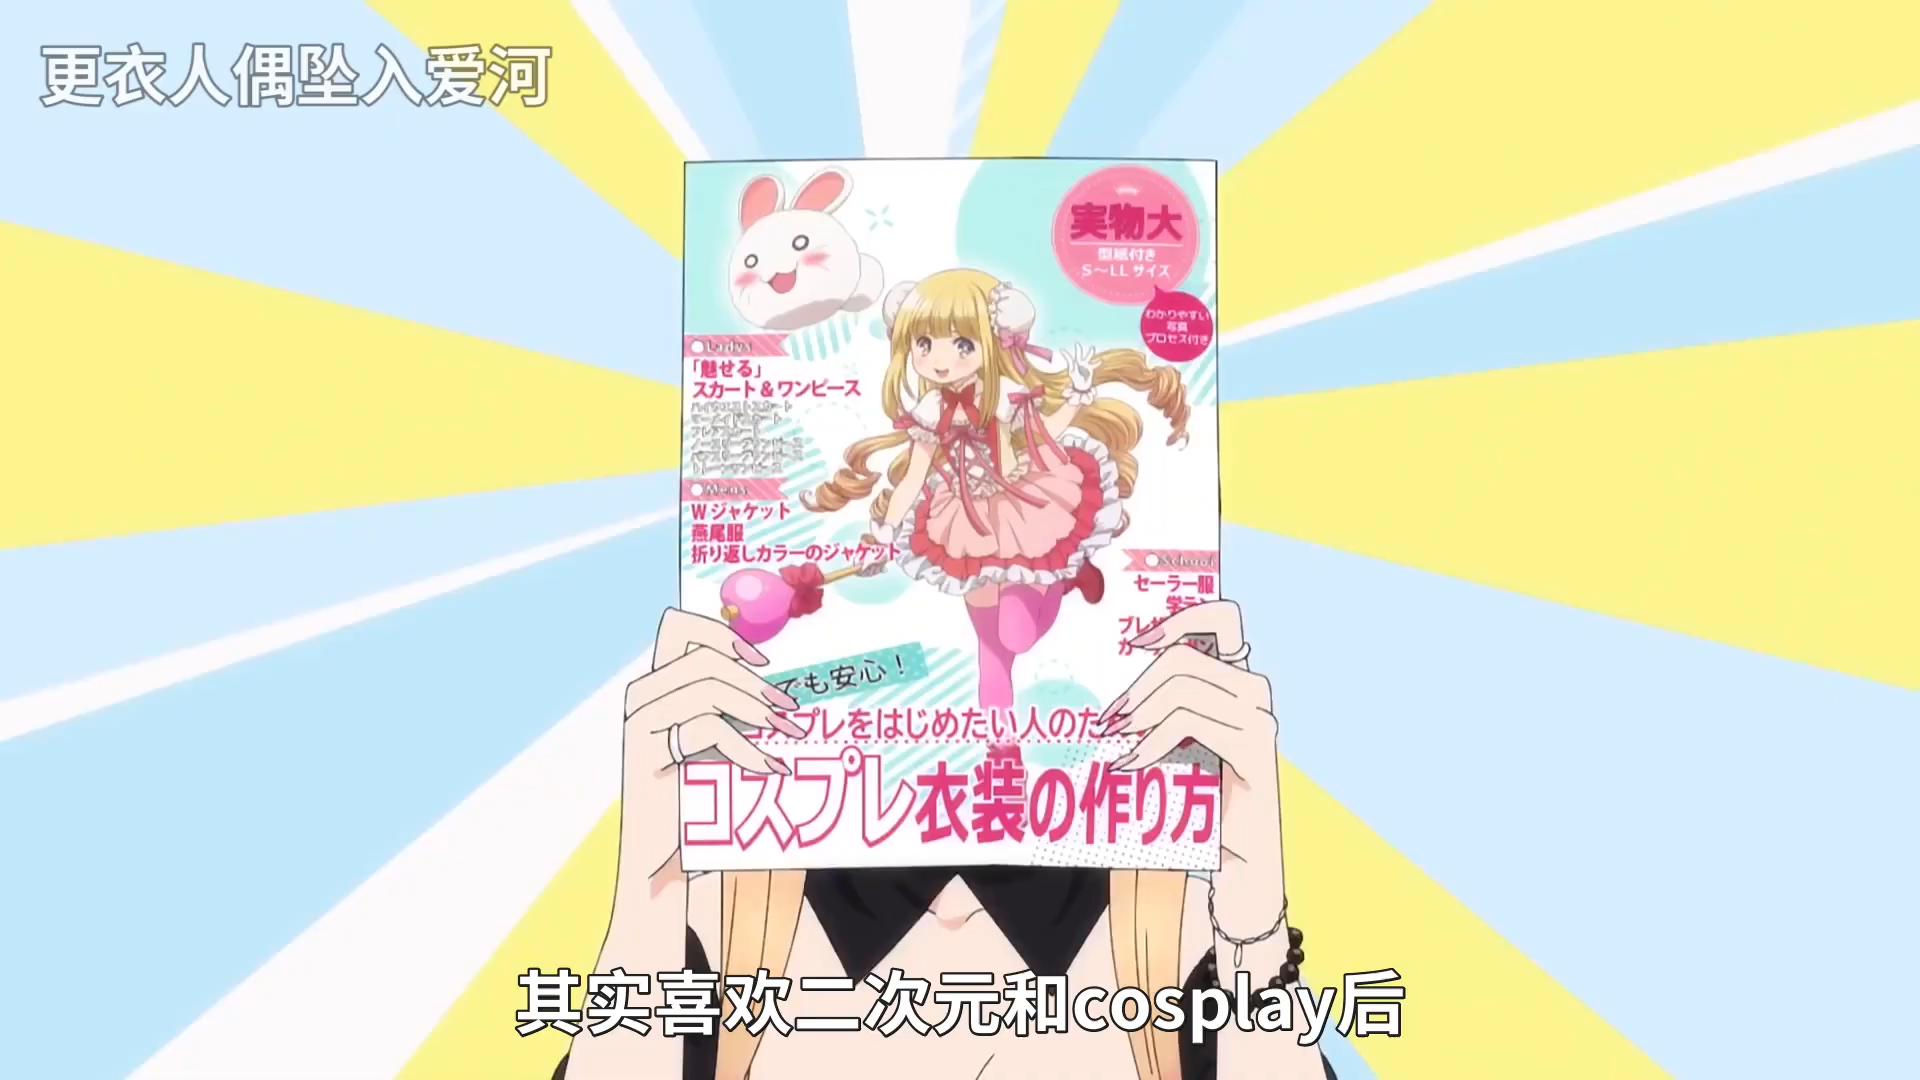 更衣人偶坠入爱河
実物大
型紙付き
S～LLサイズ
わかりやすい
写真
プロセス付き
Ladys
「魅せる」
スカート＆ワンピース
Mens
Wジャケット
燕尾服
折り返しカラーのジャケット
School
セーラー服
でも安心！
コスプレをはじめたい人のた
コスプレ衣装の作り方
其实喜欢二次元和cosplay后